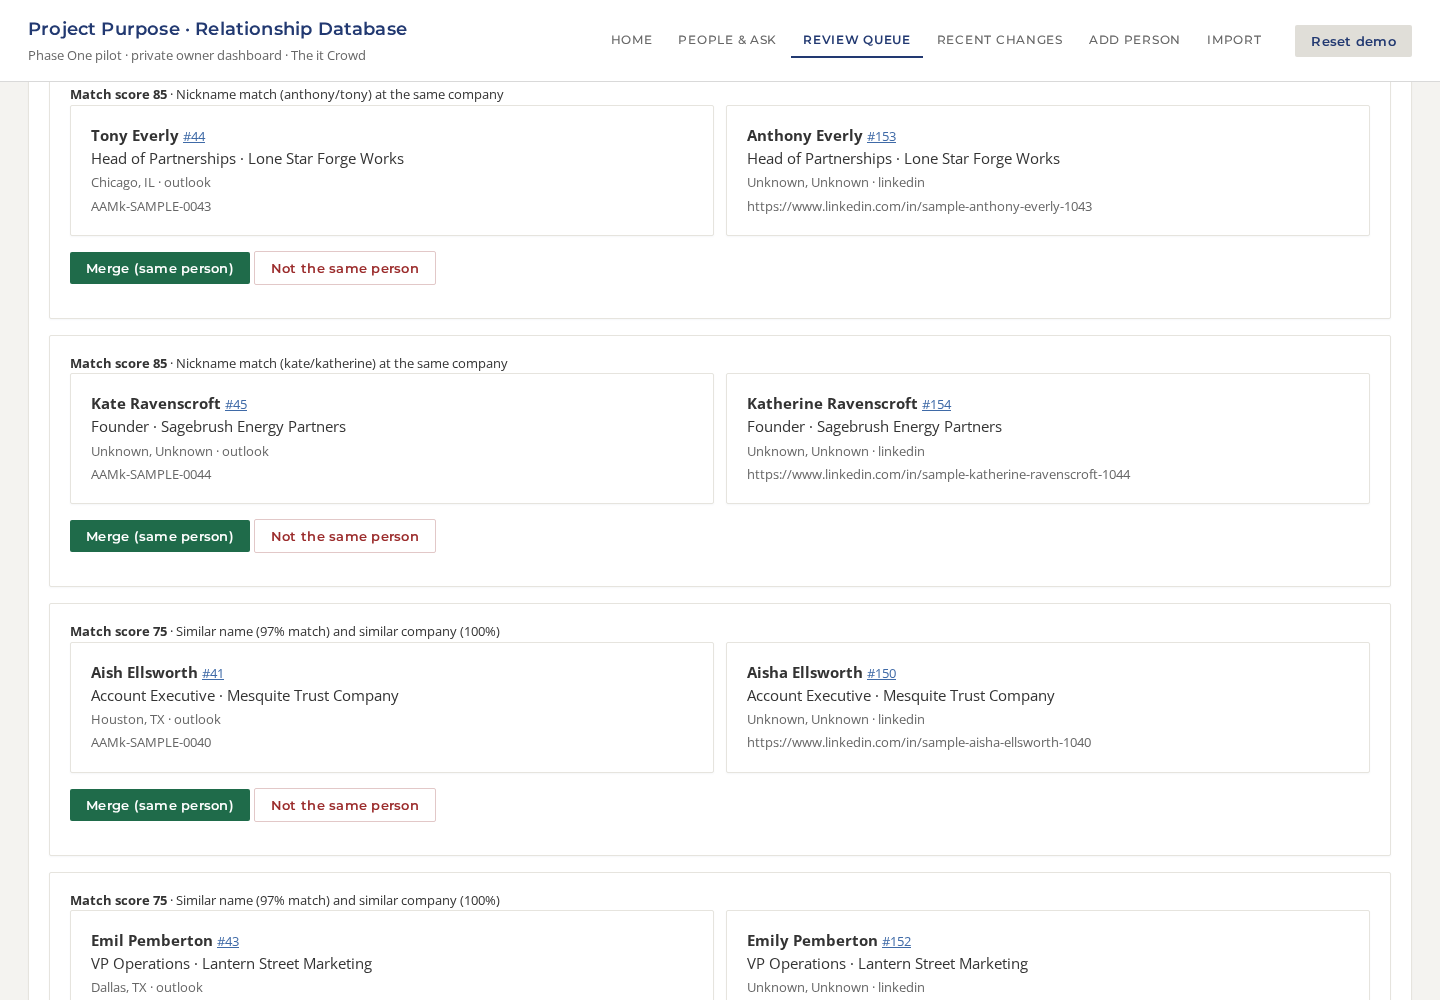 Project Purpose · Relationship Database
Phase One pilot · private owner dashboard · The it Crowd
HOME
PEOPLE & ASK
REVIEW QUEUE
RECENT CHANGES
ADD PERSON
IMPORT
Reset demo
Match score 85 · Nickname match (anthony/tony) at the same company
Tony Everly #44
Head of Partnerships · Lone Star Forge Works
Chicago, IL · outlook
AAMk-SAMPLE-0043
Anthony Everly #153
Head of Partnerships · Lone Star Forge Works
Unknown, Unknown · linkedin
https://www.linkedin.com/in/sample-anthony-everly-1043
Merge (same person)
Not the same person
Match score 85 · Nickname match (kate/katherine) at the same company
Kate Ravenscroft #45
Founder · Sagebrush Energy Partners
Unknown, Unknown · outlook
AAMk-SAMPLE-0044
Katherine Ravenscroft #154
Founder · Sagebrush Energy Partners
Unknown, Unknown · linkedin
https://www.linkedin.com/in/sample-katherine-ravenscroft-1044
Merge (same person)
Not the same person
Match score 75 · Similar name (97% match) and similar company (100%)
Aish Ellsworth #41
Account Executive · Mesquite Trust Company
Houston, TX · outlook
AAMk-SAMPLE-0040
Aisha Ellsworth #150
Account Executive · Mesquite Trust Company
Unknown, Unknown · linkedin
https://www.linkedin.com/in/sample-aisha-ellsworth-1040
Merge (same person)
Not the same person
Match score 75 · Similar name (97% match) and similar company (100%)
Emil Pemberton #43
VP Operations · Lantern Street Marketing
Dallas, TX · outlook
Emily Pemberton #152
VP Operations · Lantern Street Marketing
Unknown, Unknown · linkedin